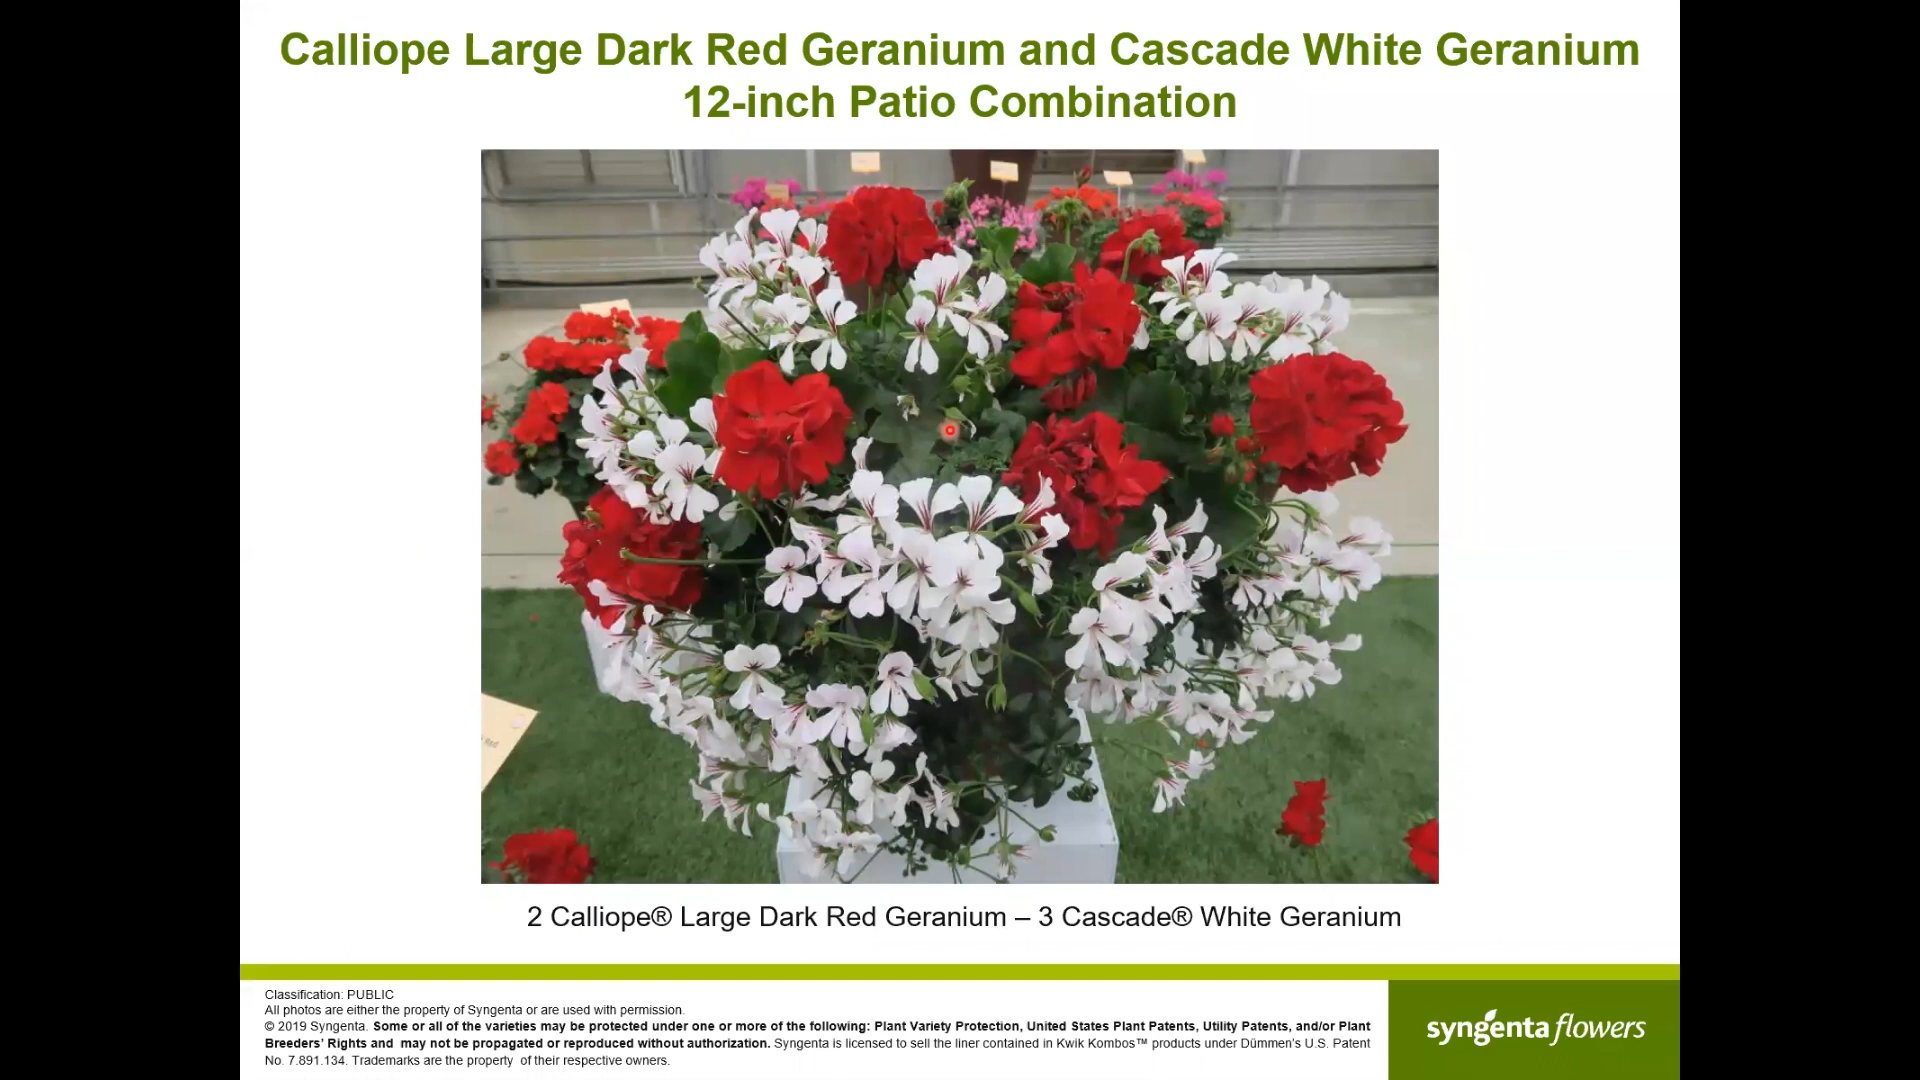 Calliope Large Dark Red Geranium and Cascade White Geranium
12-inch Patio Combination
Red
2 Calliope® Large Dark Red Geranium – 3 Cascade® White Geranium
Classification: PUBLIC
All photos are either the property of Syngenta or are used with permission.
© 2019 Syngenta. Some or all of the varieties may be protected under one or more of the following: Plant Variety Protection, United States Plant Patents, Utility Patents, and/or Plant
Breeders' Rights and may not be propagated or reproduced without authorization. Syngenta is licensed to sell the liner contained in Kwik Kombos™ products under Dümmen's U.S. Patent
No. 7.891.134. Trademarks are the property of their respective owners.
syngenta flowers